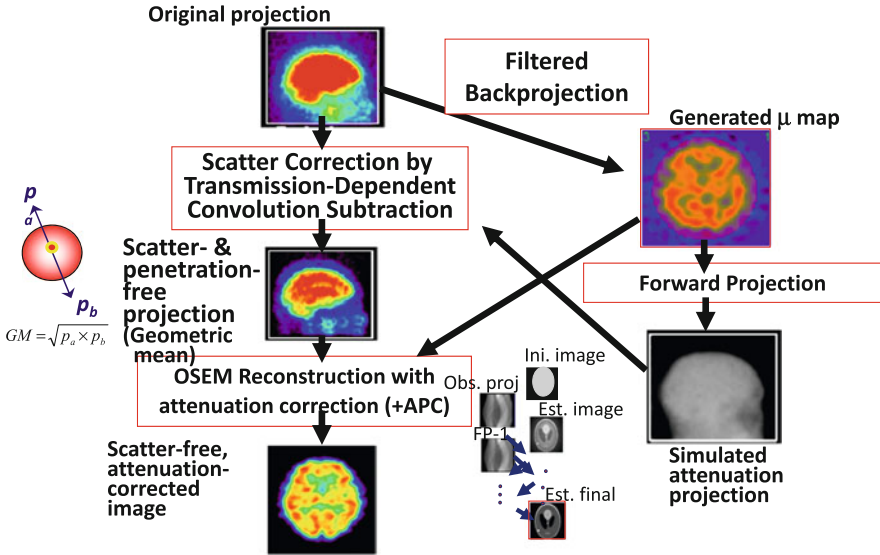 Original projection
Filtered
Backprojection
Generated μ map
Scatter Correction by
Transmission-Dependent
Convolution Subtraction
p
a
p b
GM = √p a × p b
Scatter- &
penetration-
free
projection
(Geometric
mean)
Forward Projection
OSEM Reconstruction with
attenuation correction (+APC)
Ini. image
Obs. proj
Est. image
FP-1
Est. final
Scatter-free,
attenuation-
corrected
image
Simulated
attenuation
projection